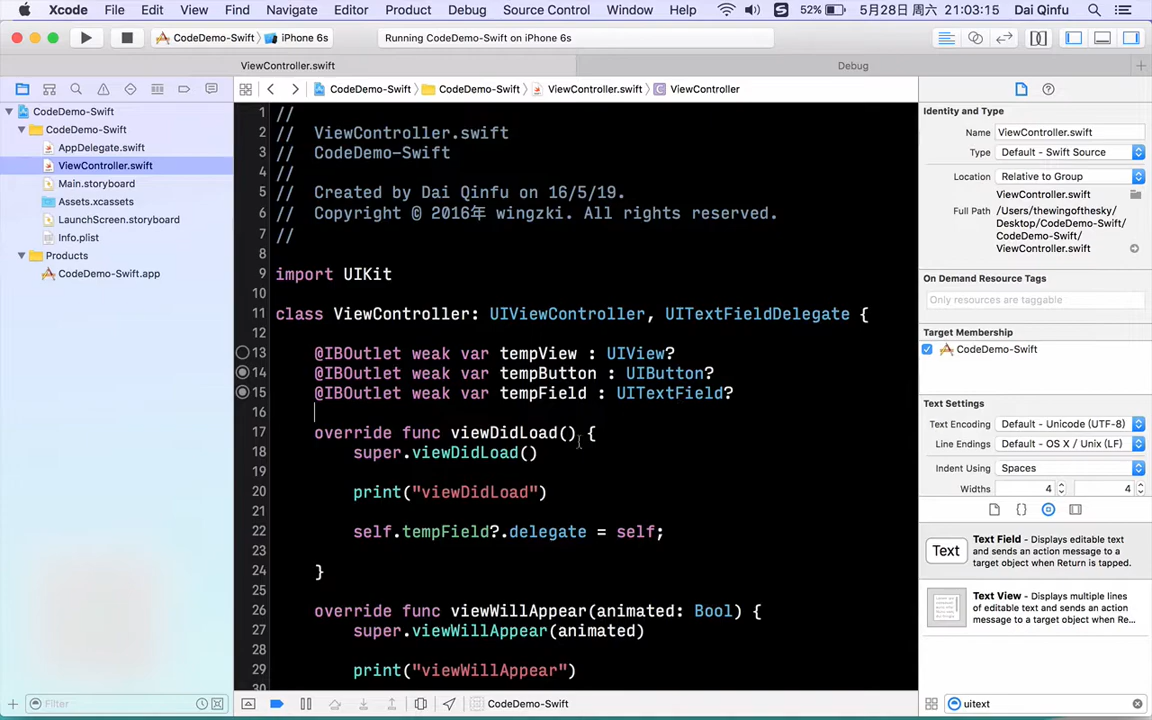 Xcode File Edit View Find Navigate Editor Product Debug Source Control Window Help 52% 5月28日 周六 21:03:15 Dai Qinfu
CodeDemo-Swift iPhone 6s Running CodeDemo-Swift on iPhone 6s
ViewController.swift Debug
CodeDemo-Swift CodeDemo-Swift ViewController.swift ViewController
CodeDemo-Swift
CodeDemo-Swift
AppDelegate.swift
ViewController.swift
Main.storyboard
Assets.xcassets
LaunchScreen.storyboard
Info.plist
Products
CodeDemo-Swift.app
Filter
1 //
2 // ViewController.swift
3 // CodeDemo-Swift
4 //
5 // Created by Dai Qinfu on 16/5/19.
6 // Copyright © 2016年 wingzki. All rights reserved.
7 //
8
9 import UIKit
10
11 class ViewController: UIViewController, UITextFieldDelegate {
12
13 @IBOutlet weak var tempView : UIView?
14 @IBOutlet weak var tempButton : UIButton?
15 @IBOutlet weak var tempField : UITextField?
16
17 override func viewDidLoad() {
18 super.viewDidLoad()
19
20 print("viewDidLoad")
21
22 self.tempField?.delegate = self;
23
24 }
25
26 override func viewWillAppear(animated: Bool) {
27 super.viewWillAppear(animated)
28
29 print("viewWillAppear")
30
CodeDemo-Swift
Identity and Type
Name ViewController.swift
Type Default - Swift Source
Location Relative to Group
ViewController.swift
Full Path /Users/thewingofthesky/
Desktop/CodeDemo-Swift/
CodeDemo-Swift/
ViewController.swift
On Demand Resource Tags
Only resources are taggable
Target Membership
CodeDemo-Swift
Text Settings
Text Encoding Default - Unicode (UTF-8)
Line Endings Default - OS X / Unix (LF)
Indent Using Spaces
Widths 4 4
Text
Text Field - Displays editable text
and sends an action message to a
target object when Return is tapped.
Text View - Displays multiple lines
of editable text and sends an action
message to a target object when Re...
uitext